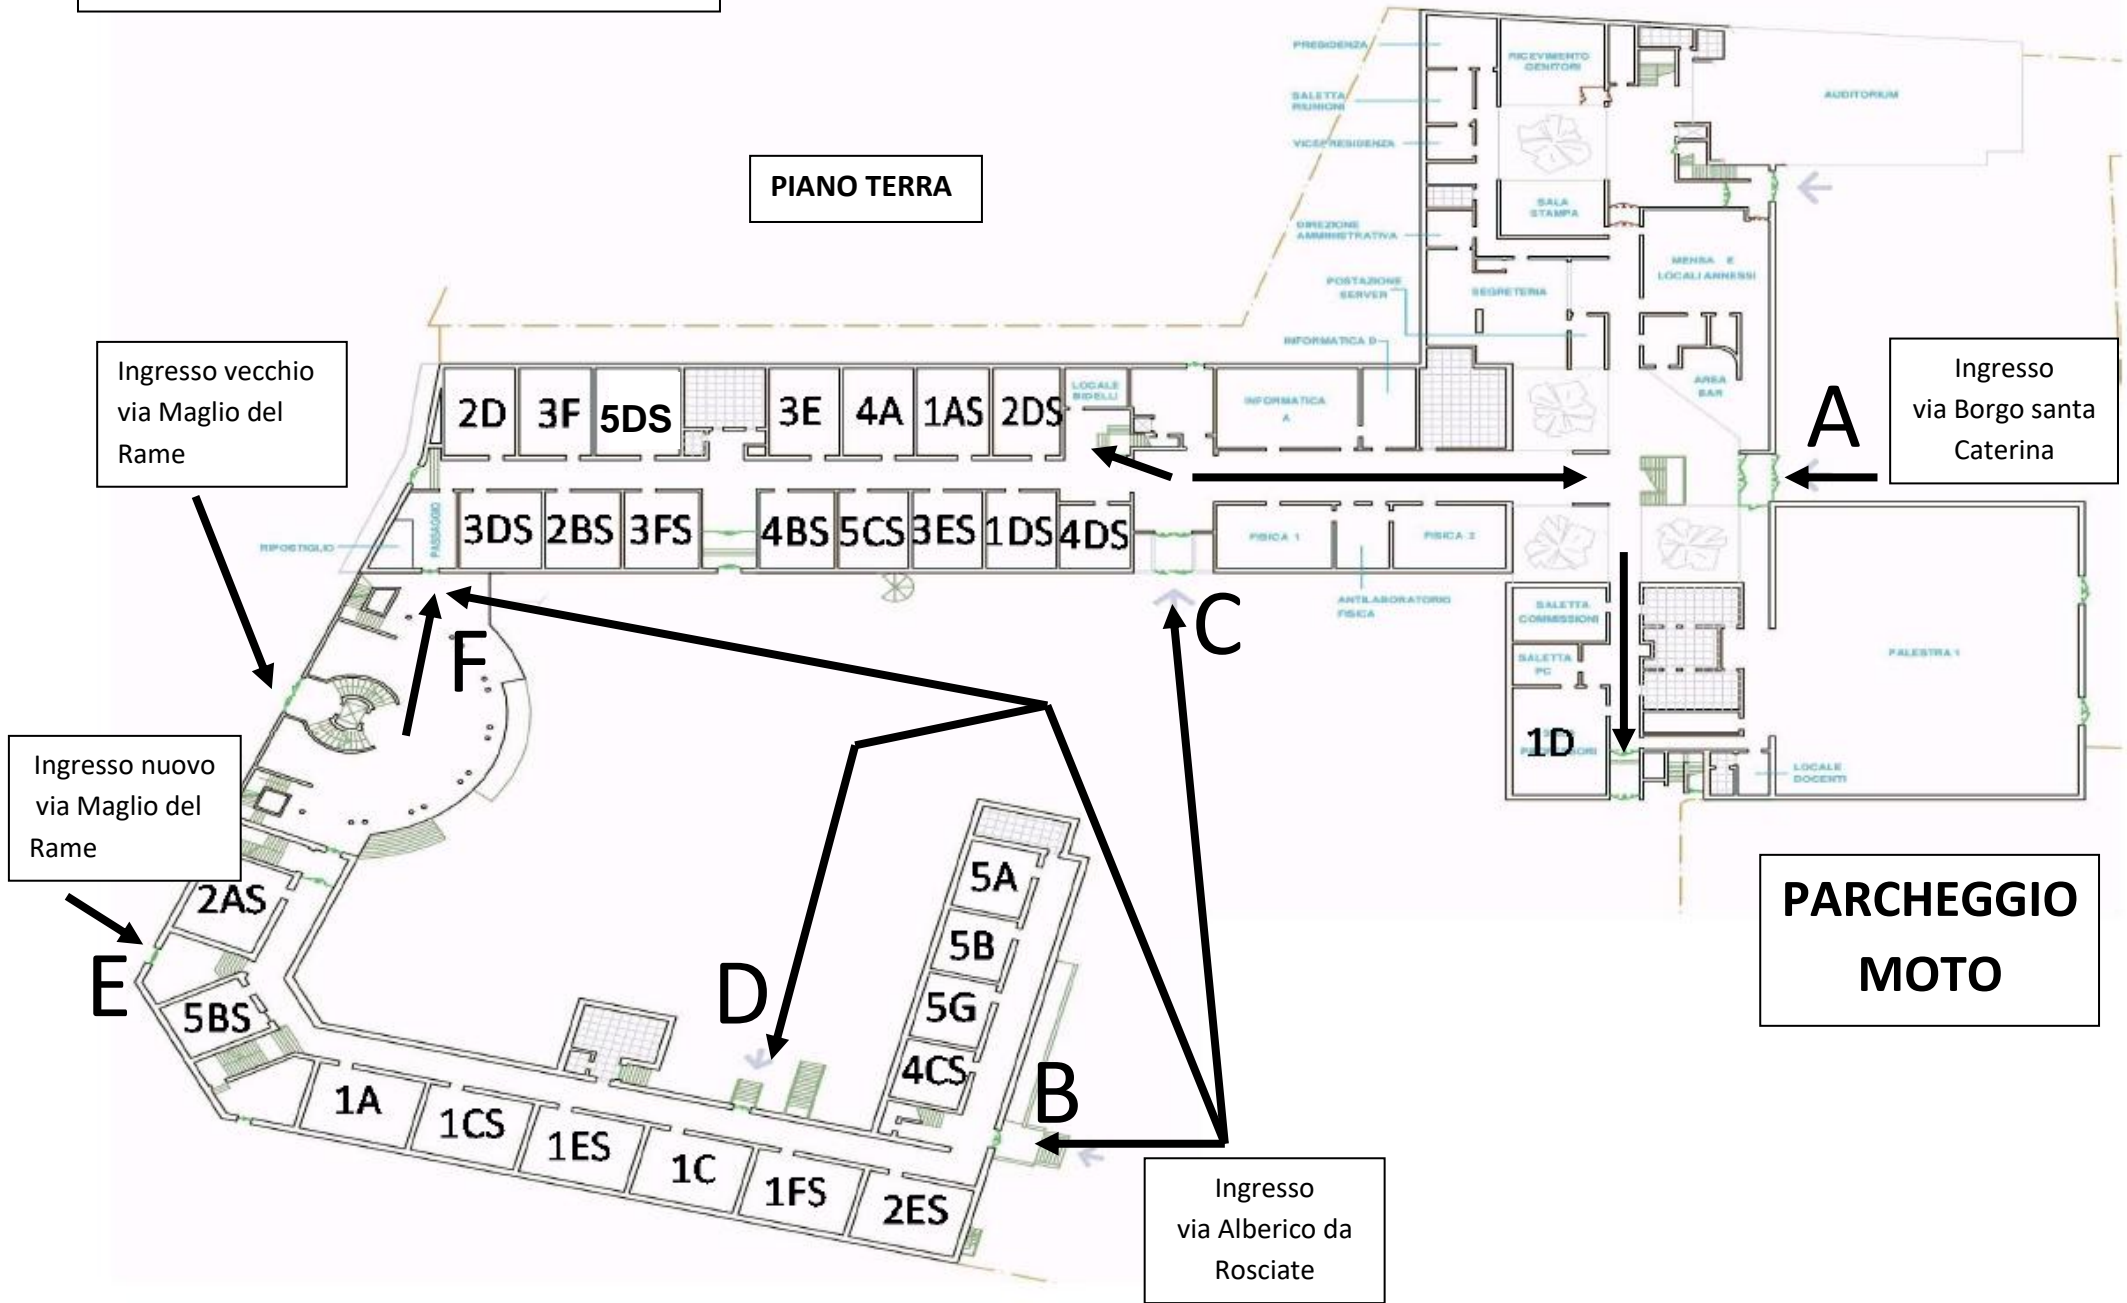 PRESIDENZA
RICEVIMENTO
GENITORI
SALETTA
RIUNIONI
AUDITORIUM
VICEPRESIDENZA
PIANO TERRA
SALA
STAMPA
DIREZIONE
AMMINISTRATIVA
MENSA E
LOCALI ANNESSI
POSTAZIONE
SERVER
SEGRETERIA
INFORMATICA B
Ingresso vecchio
via Maglio del
Rame
AREA
BAR
A
Ingresso
via Borgo santa
Caterina
2D
3F
5DS
3E
4A
1AS
2DS
LOCALE
BIDELLI
INFORMATICA
A
RIPOSTIGLIO
PASSAGGIO
3DS
2BS
3FS
4BS
5CS
3ES
1DS
4DS
FISICA 1
FISICA 2
ANTILABORATORIO
FISICA
C
F
SALETTA
COMMISSIONI
SALETTA
PC
PALESTRA 1
1D
LOCALE
DOCENTI
Ingresso nuovo
via Maglio del
Rame
PARCHEGGIO
MOTO
2AS
E
5BS
D
5A
5B
5G
4CS
B
1A
1CS
1ES
1C
1FS
2ES
Ingresso
via Alberico da
Rosciate